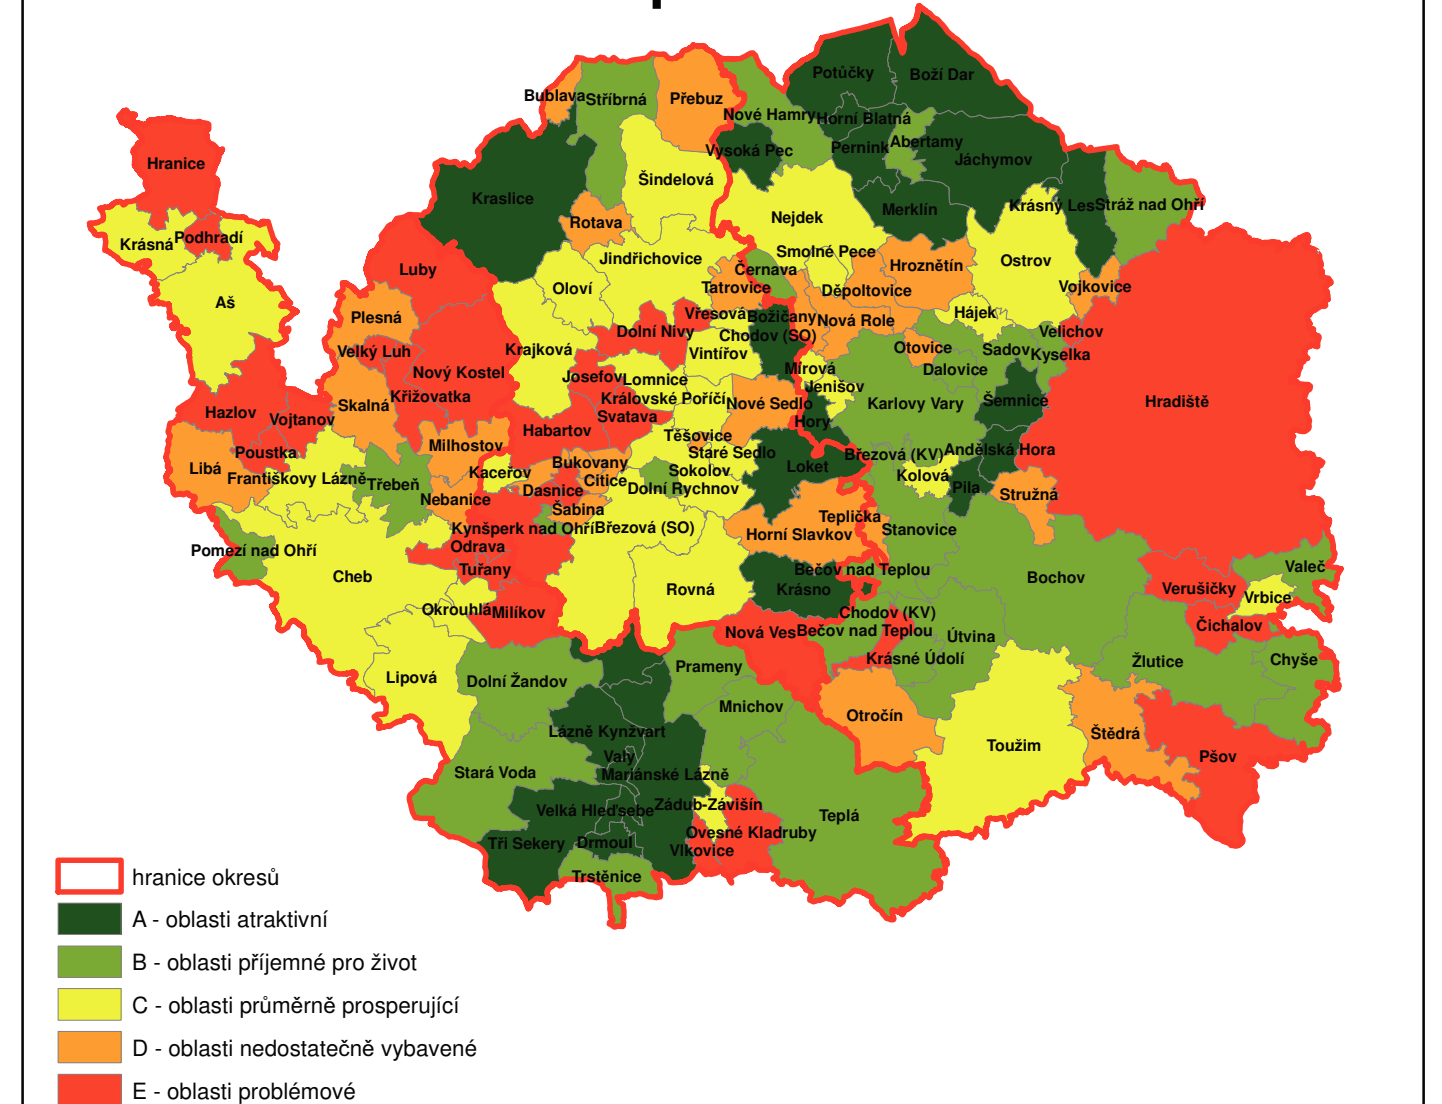 Potůčky
Boží Dar
Bublava
Stříbrná
Přebuz
Nové Hamry
Horní Blatná
Abertamy
Vysoká Pec
Pernink
Jáchymov
Hranice
Šindelová
Kraslice
Merklín
Krásný Les
Stráž nad Ohří
Rotava
Nejdek
Krásná
Podhradí
Smolné Pece
Jindřichovice
Ostrov
Luby
Černava
Hroznětín
Aš
Oloví
Tatrovice
Děpoltovice
Vojkovice
Plesná
Vřesová
Božičany
Nová Role
Hájek
Dolní Nivy
Chodov (SO)
Velichov
Velký Luh
Krajková
Vintířov
Otovice
Sadov
Kyselka
Nový Kostel
Josefov
Lomnice
Mírová
Dalovice
Jenišov
Křižovatka
Královské Poříčí
Nové Sedlo
Karlovy Vary
Šemnice
Hradiště
Skalná
Hazlov
Vojtanov
Svatava
Hory
Habartov
Těšovice
Milhostov
Poustka
Staré Sedlo
Březová (KV)
Andělská Hora
Libá
Františkovy Lázně
Třebeň
Kaceřov
Bukovany
Sokolov
Loket
Kolová
Citice
Dasnice
Dolní Rychnov
Pila
Stružná
Nebanice
Šabina
Teplička
Kynšperk nad Ohří
Březová (SO)
Horní Slavkov
Stanovice
Pomezí nad Ohří
Odrava
Tuřany
Bečov nad Teplou
Valeč
Cheb
Rovná
Krásno
Bochov
Verušičky
Vrbice
Okrouhlá
Milíkov
Chodov (KV)
Nová Ves
Bečov nad Teplou
Čichalov
Útvina
Krásné Údolí
Žlutice
Chyše
Prameny
Lipová
Dolní Žandov
Mnichov
Otročín
Lázně Kynžvart
Štědrá
Toužim
Valy
Pšov
Stará Voda
Mariánské Lázně
Velká Hleďsebe
Zádub-Závišín
Teplá
Ovesné Kladruby
Tři Sekery
Drmoul
Vlkovice
Trstěnice
hranice okresů
A - oblasti atraktivní
B - oblasti příjemné pro život
C - oblasti průměrně prosperující
D - oblasti nedostatečně vybavené
E - oblasti problémové